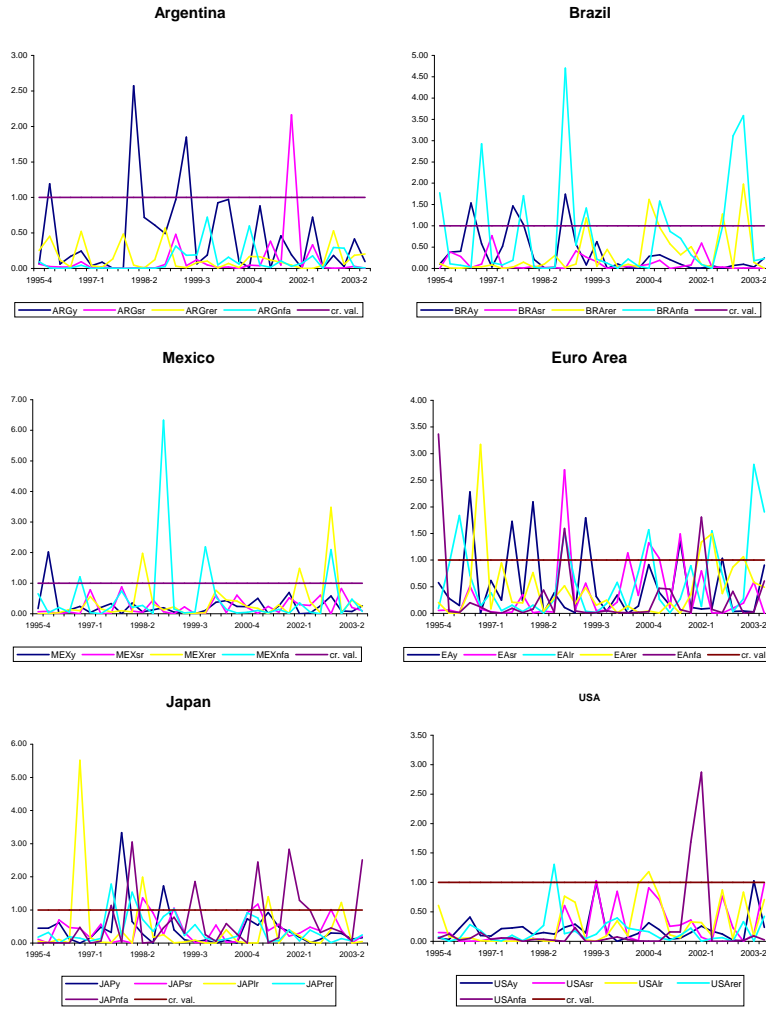 Argentina
3.00
2.50
2.00
1.50
1.00
0.50
0.00
1995-4 1997-1 1998-2 1999-3 2000-4 2002-1 2003-2
ARGy ARGsr ARGrer ARGnfa cr. val.
Brazil
5.00
4.50
4.00
3.50
3.00
2.50
2.00
1.50
1.00
0.50
0.00
1995-4 1997-1 1998-2 1999-3 2000-4 2002-1 2003-2
BRAy BRAsr BRArer BRAnfa cr. val.
Mexico
7.00
6.00
5.00
4.00
3.00
2.00
1.00
0.00
1995-4 1997-1 1998-2 1999-3 2000-4 2002-1 2003-2
MEXy MEXsr MEXrer MEXnfa cr. val.
Euro Area
4.00
3.50
3.00
2.50
2.00
1.50
1.00
0.50
0.00
1995-4 1997-1 1998-2 1999-3 2000-4 2002-1 2003-2
EAy EAsr EAlr EArer EAnfa cr. val
Japan
6.00
5.00
4.00
3.00
2.00
1.00
0.00
1995-4 1997-1 1998-2 1999-3 2000-4 2002-1 2003-2
JAPy JAPsr JAPlr JAPrer
JAPnfa cr. val.
USA
3.50
3.00
2.50
2.00
1.50
1.00
0.50
0.00
1995-4 1997-1 1998-2 1999-3 2000-4 2002-1 2003-2
USAy USAsr USAlr USArer
USAnfa cr. val.